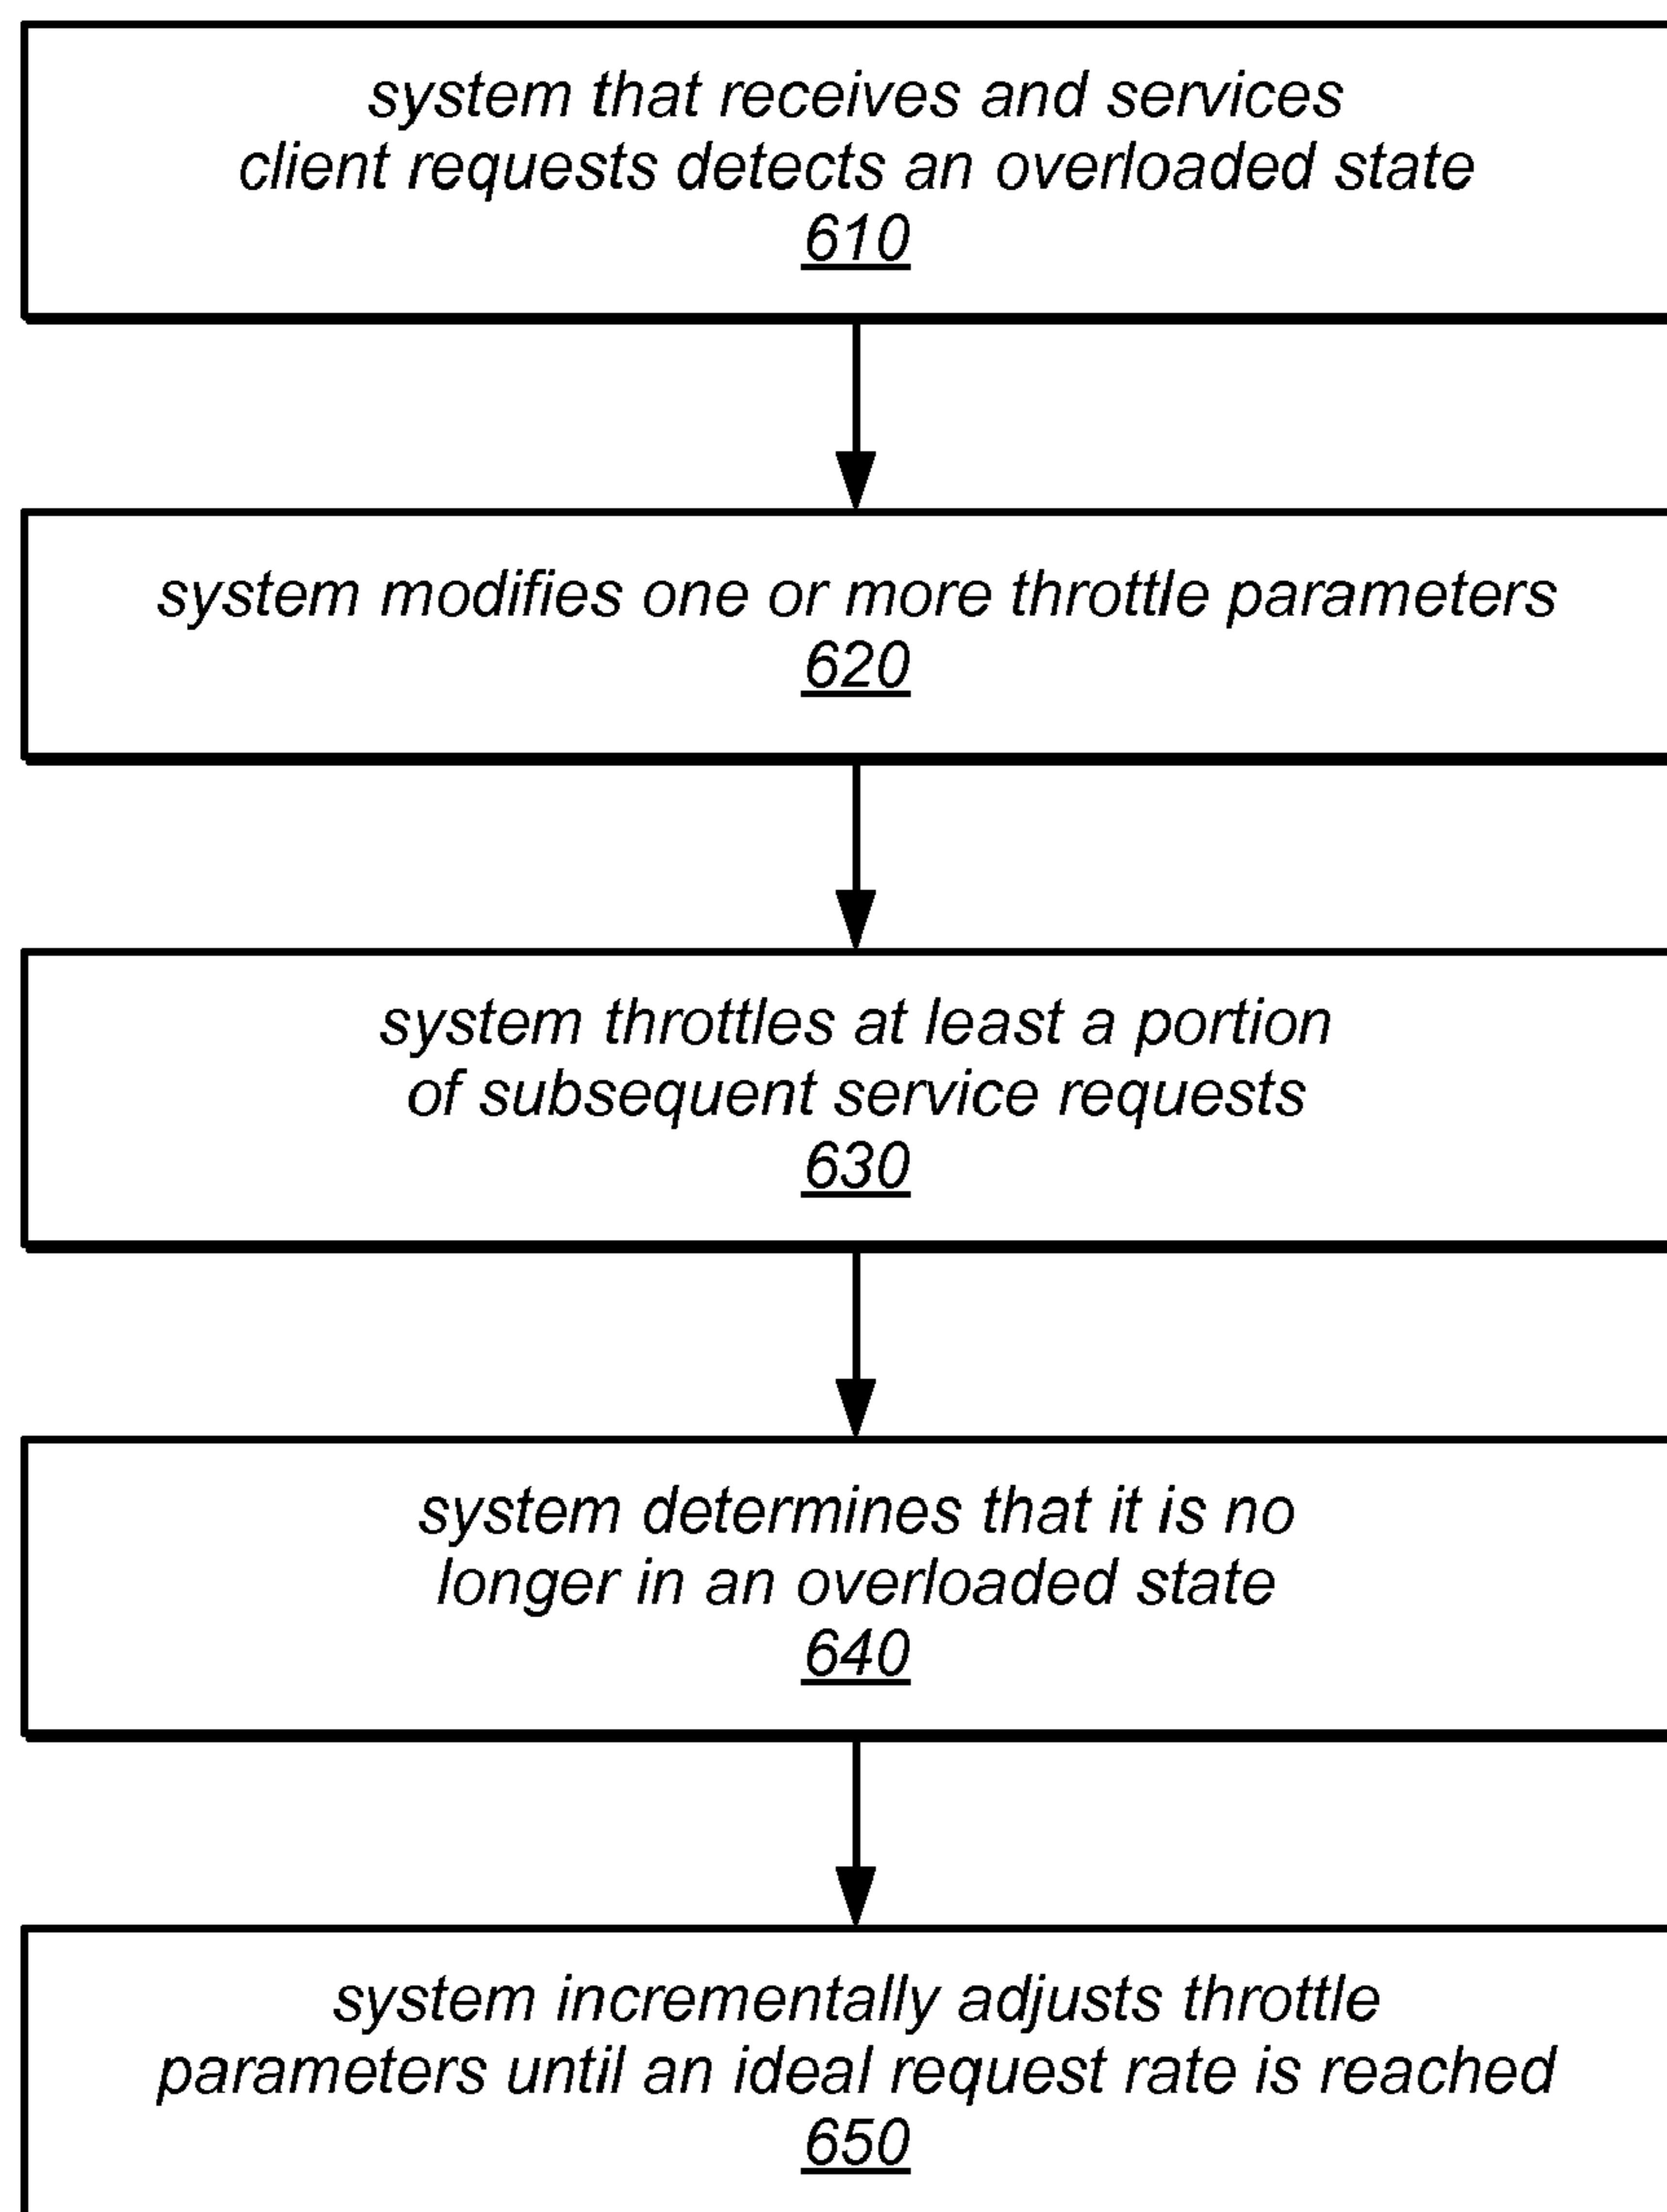 system that receives and services
client requests detects an overloaded state
610
system modifies one or more throttle parameters
620
system throttles at least a portion
of subsequent service requests
630
system determines that it is no
longer in an overloaded state
640
system incrementally adjusts throttle
parameters until an ideal request rate is reached
650